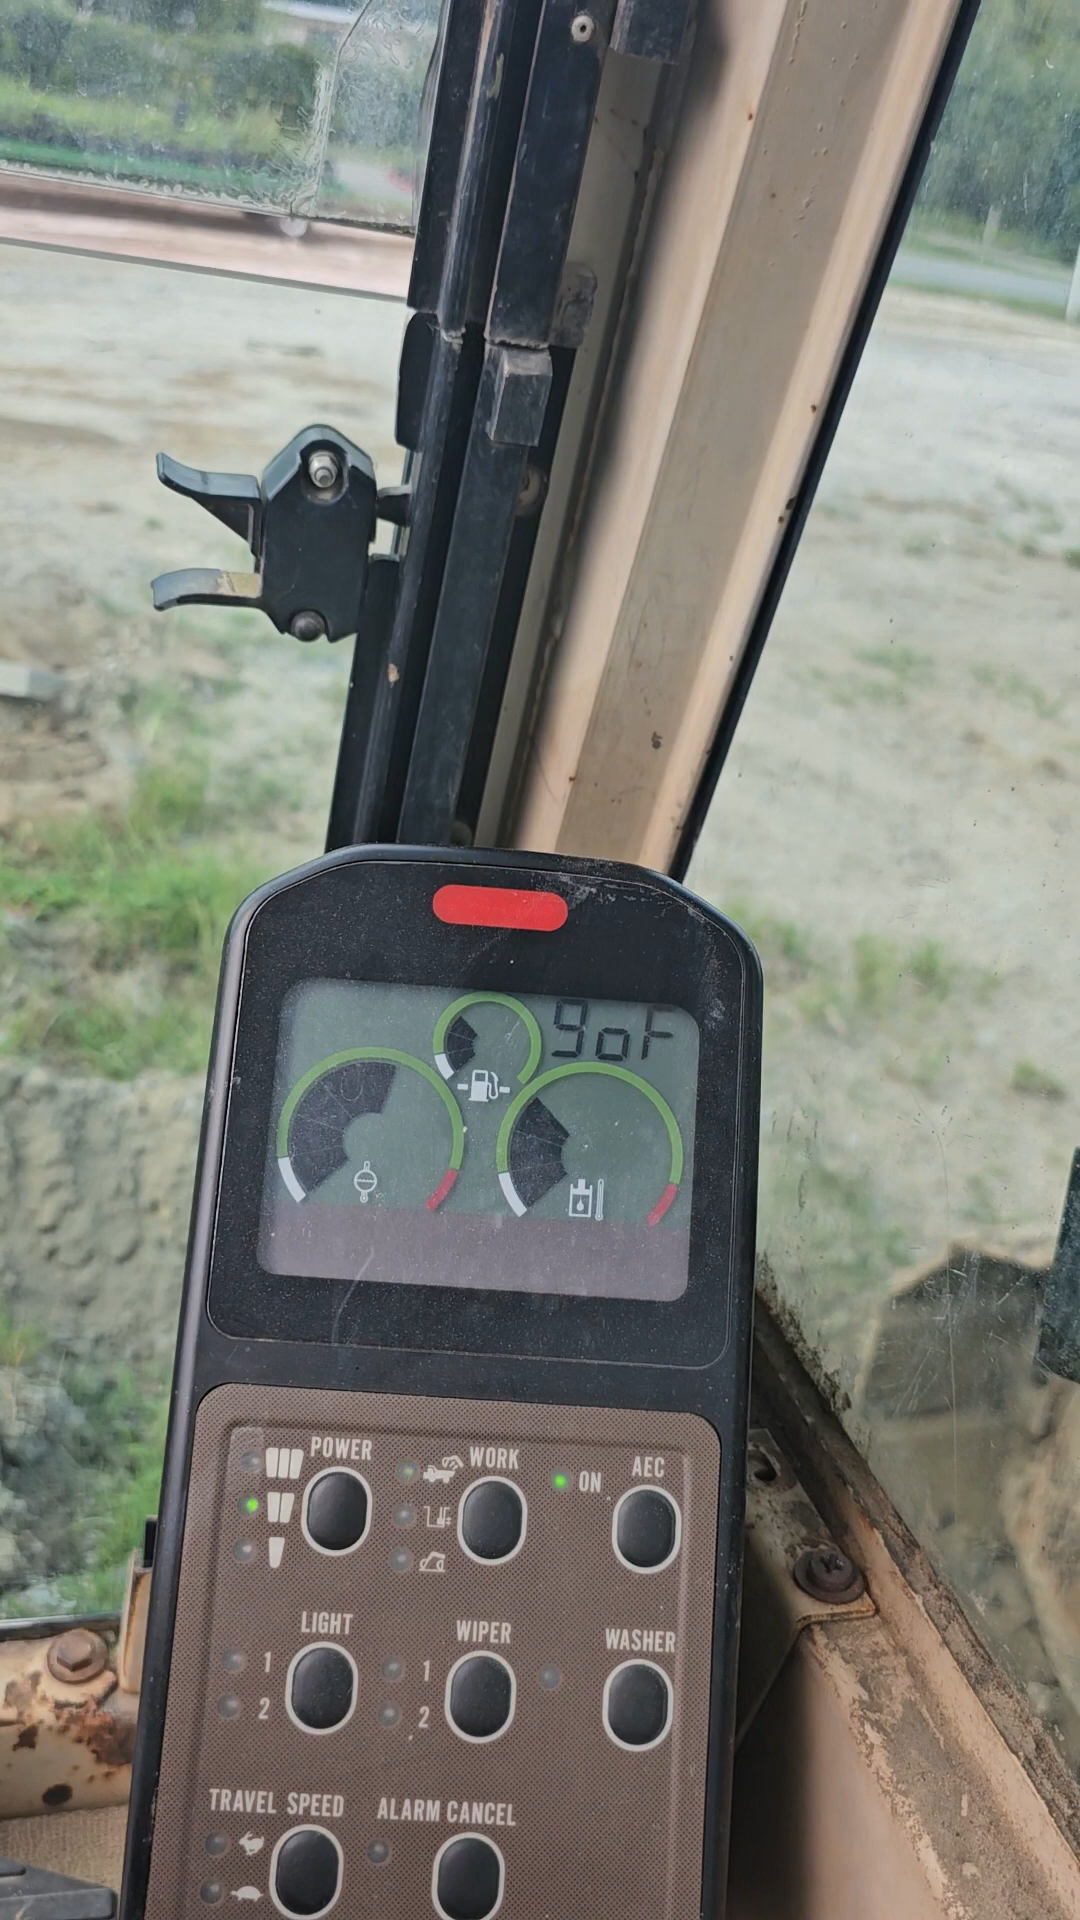 9oF
POWER
WORK
ON
AEC
LIGHT
1
2
WIPER
1
2
WASHER
TRAVEL SPEED
ALARM CANCEL